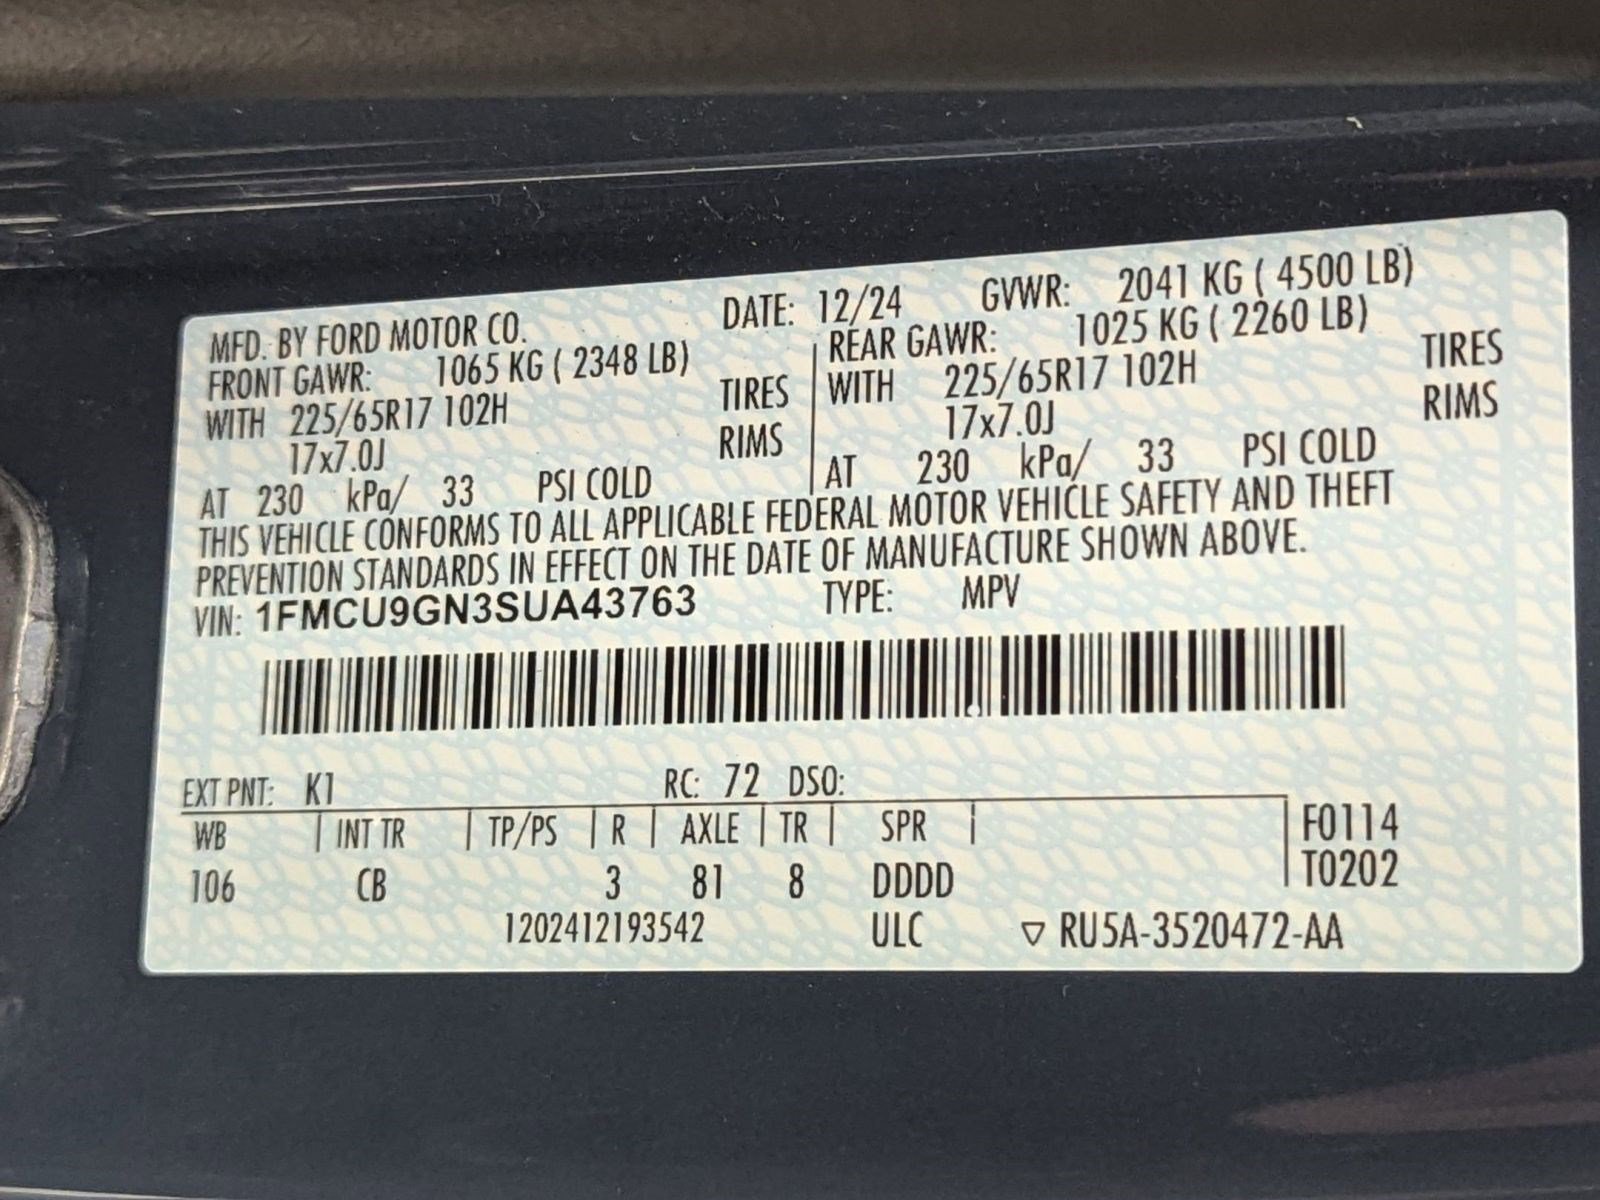 MFD. BY FORD MOTOR CO. DATE: 12/24 GVWR: 2041 KG ( 4500 LB)
FRONT GAWR: 1065 KG ( 2348 LB) REAR GAWR: 1025 KG ( 2260 LB)
WITH 225/65R17 102H TIRES WITH 225/65R17 102H TIRES
17x7.0J RIMS 17x7.0J RIMS
AT 230 kPa/ 33 PSI COLD AT 230 kPa/ 33 PSI COLD
THIS VEHICLE CONFORMS TO ALL APPLICABLE FEDERAL MOTOR VEHICLE SAFETY AND THEFT
PREVENTION STANDARDS IN EFFECT ON THE DATE OF MANUFACTURE SHOWN ABOVE.
VIN: 1FMCU9GN3SUA43763 TYPE: MPV
EXT PNT: K1 RC: 72 DSO:
WB INT TR TP/PS R AXLE TR SPR F0114
106 CB 3 81 8 DDDD T0202
1202412193542 ULC ▽ RU5A-3520472-AA